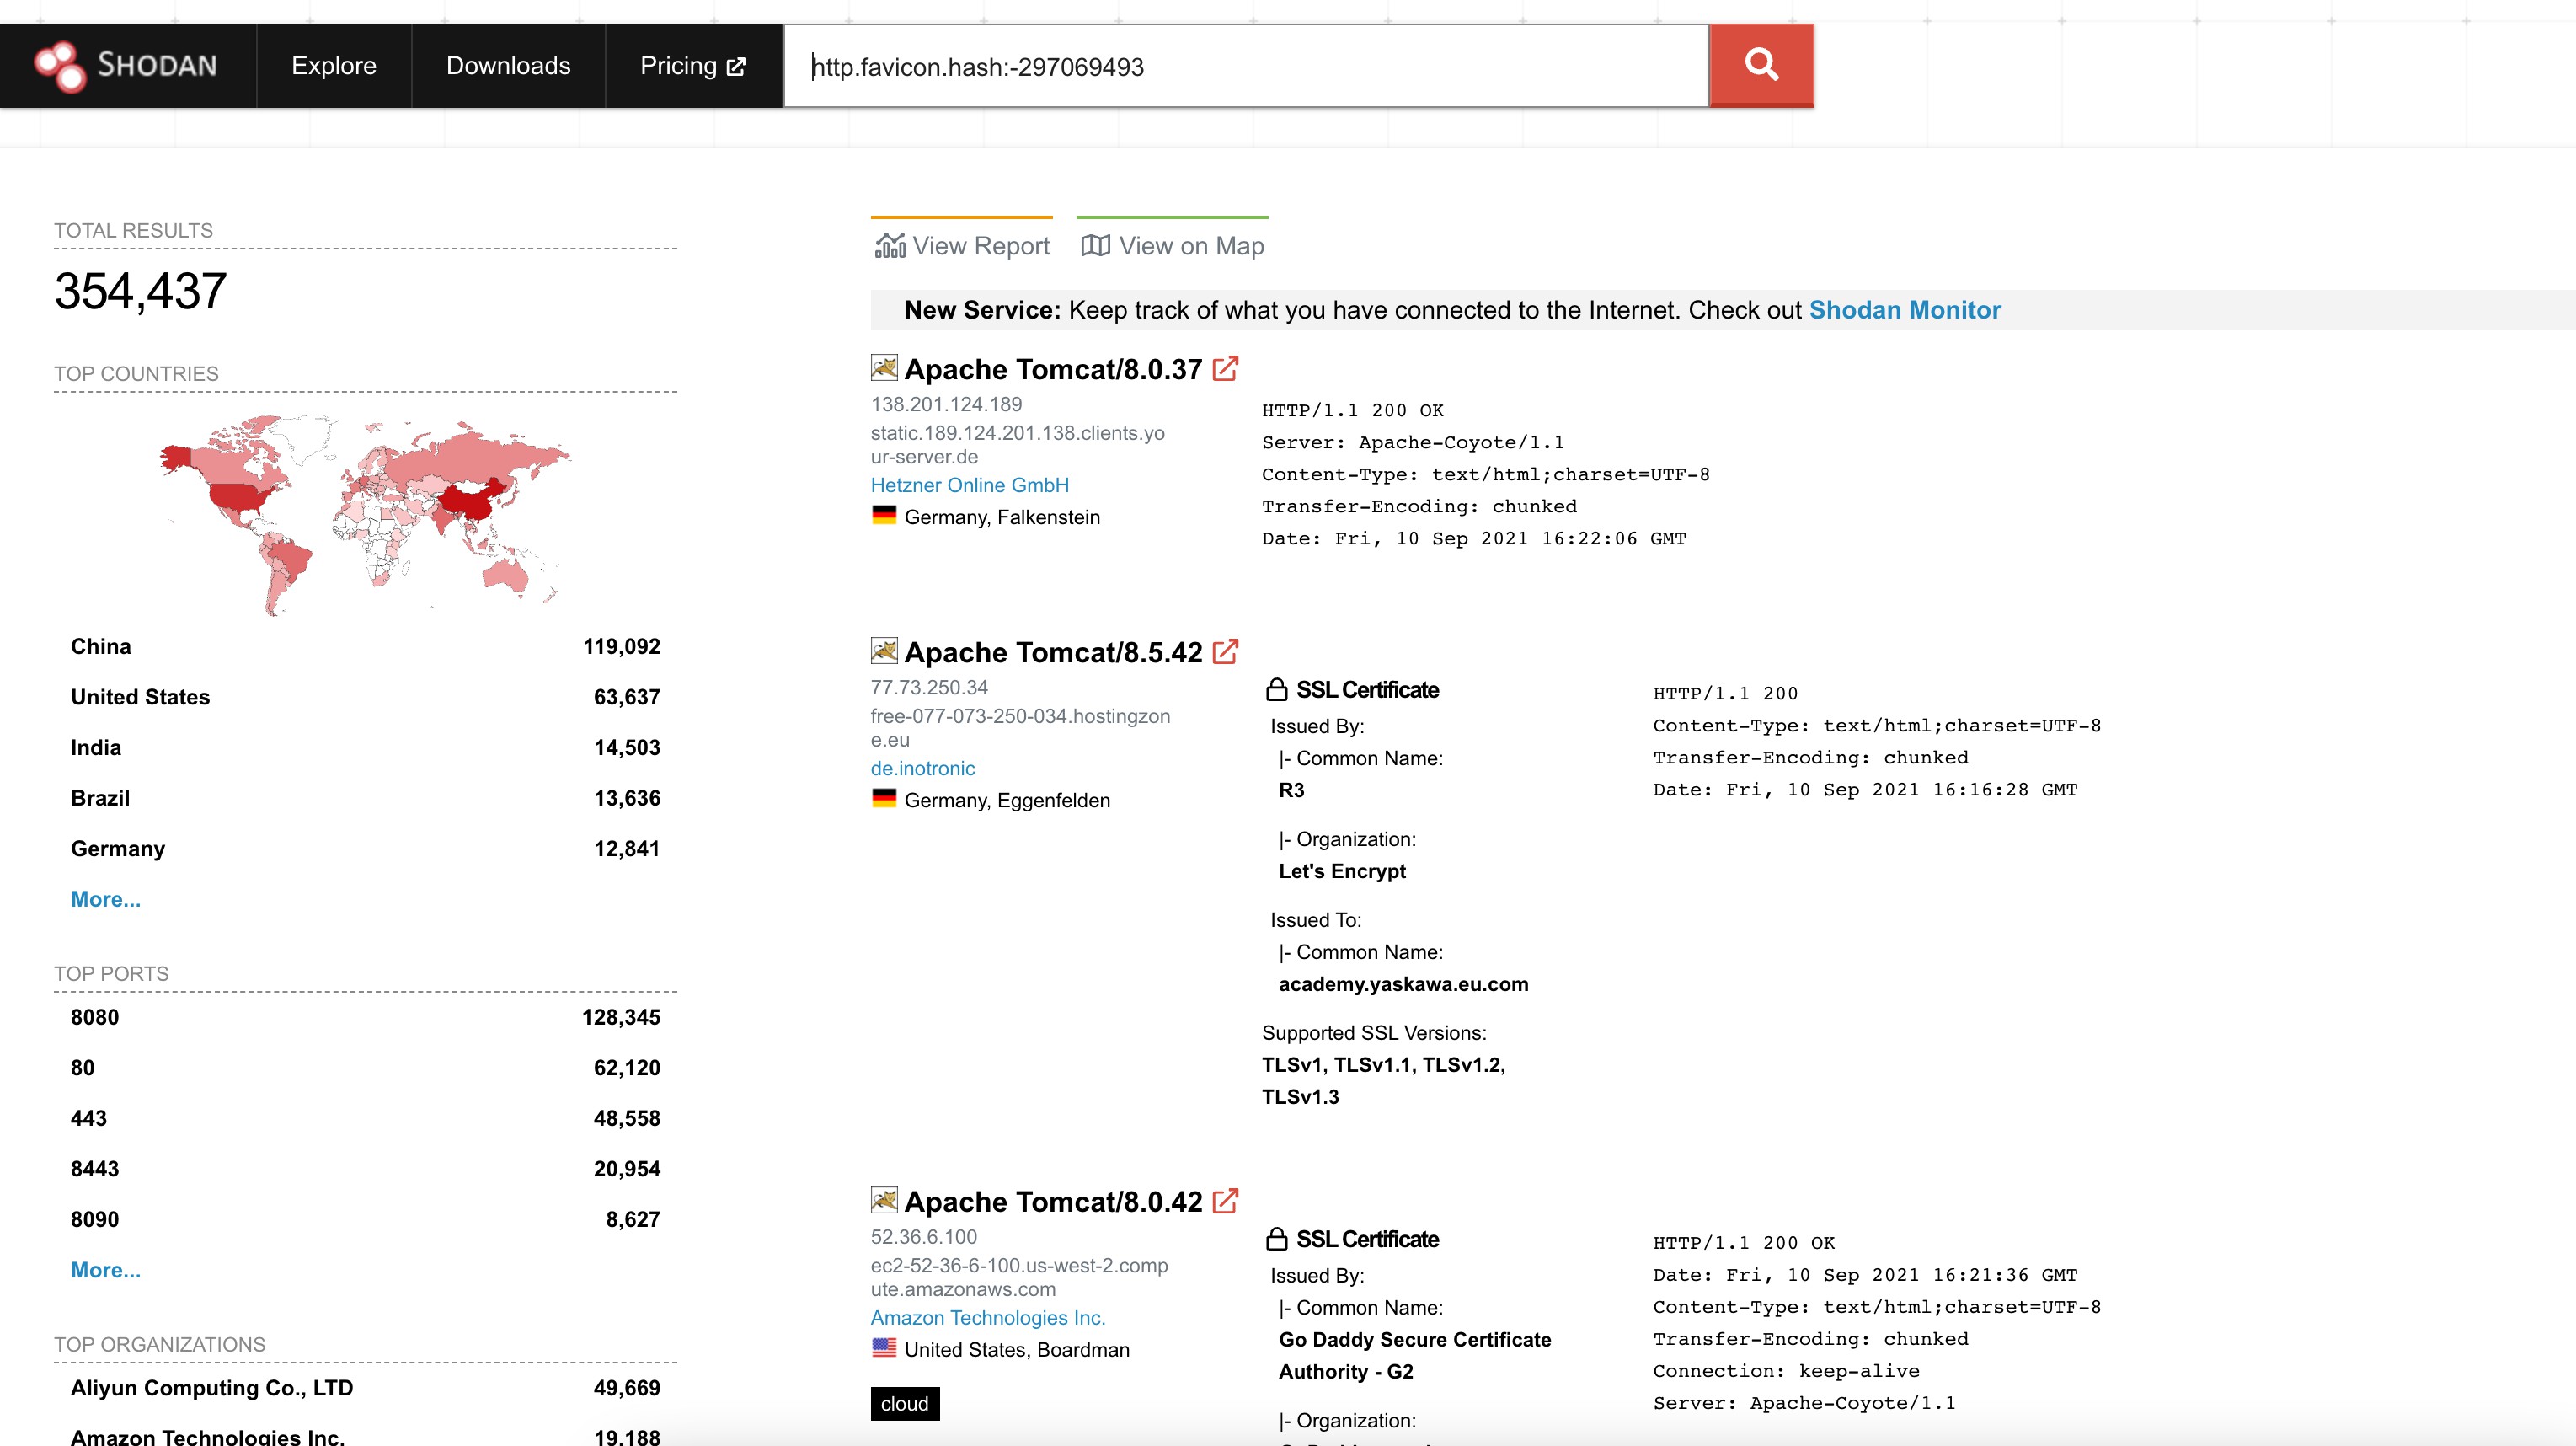 SHODAN
Explore
Downloads
Pricing
http.favicon.hash:-297069493
TOTAL RESULTS
354,437
TOP COUNTRIES
China 119,092
United States 63,637
India 14,503
Brazil 13,636
Germany 12,841
More...
TOP PORTS
8080 128,345
80 62,120
443 48,558
8443 20,954
8090 8,627
More...
TOP ORGANIZATIONS
Aliyun Computing Co., LTD 49,669
Amazon Technologies Inc. 19,188
View Report
View on Map
New Service: Keep track of what you have connected to the Internet. Check out Shodan Monitor
Apache Tomcat/8.0.37
138.201.124.189
static.189.124.201.138.clients.yo
ur-server.de
Hetzner Online GmbH
Germany, Falkenstein
HTTP/1.1 200 OK
Server: Apache-Coyote/1.1
Content-Type: text/html;charset=UTF-8
Transfer-Encoding: chunked
Date: Fri, 10 Sep 2021 16:22:06 GMT
Apache Tomcat/8.5.42
77.73.250.34
free-077-073-250-034.hostingzon
e.eu
de.inotronic
Germany, Eggenfelden
SSL Certificate
Issued By:
|- Common Name:
R3
|- Organization:
Let's Encrypt
Issued To:
|- Common Name:
academy.yaskawa.eu.com
Supported SSL Versions:
TLSv1, TLSv1.1, TLSv1.2,
TLSv1.3
HTTP/1.1 200
Content-Type: text/html;charset=UTF-8
Transfer-Encoding: chunked
Date: Fri, 10 Sep 2021 16:16:28 GMT
Apache Tomcat/8.0.42
52.36.6.100
ec2-52-36-6-100.us-west-2.comp
ute.amazonaws.com
Amazon Technologies Inc.
United States, Boardman
cloud
SSL Certificate
Issued By:
|- Common Name:
Go Daddy Secure Certificate
Authority - G2
|- Organization:
HTTP/1.1 200 OK
Date: Fri, 10 Sep 2021 16:21:36 GMT
Content-Type: text/html;charset=UTF-8
Transfer-Encoding: chunked
Connection: keep-alive
Server: Apache-Coyote/1.1